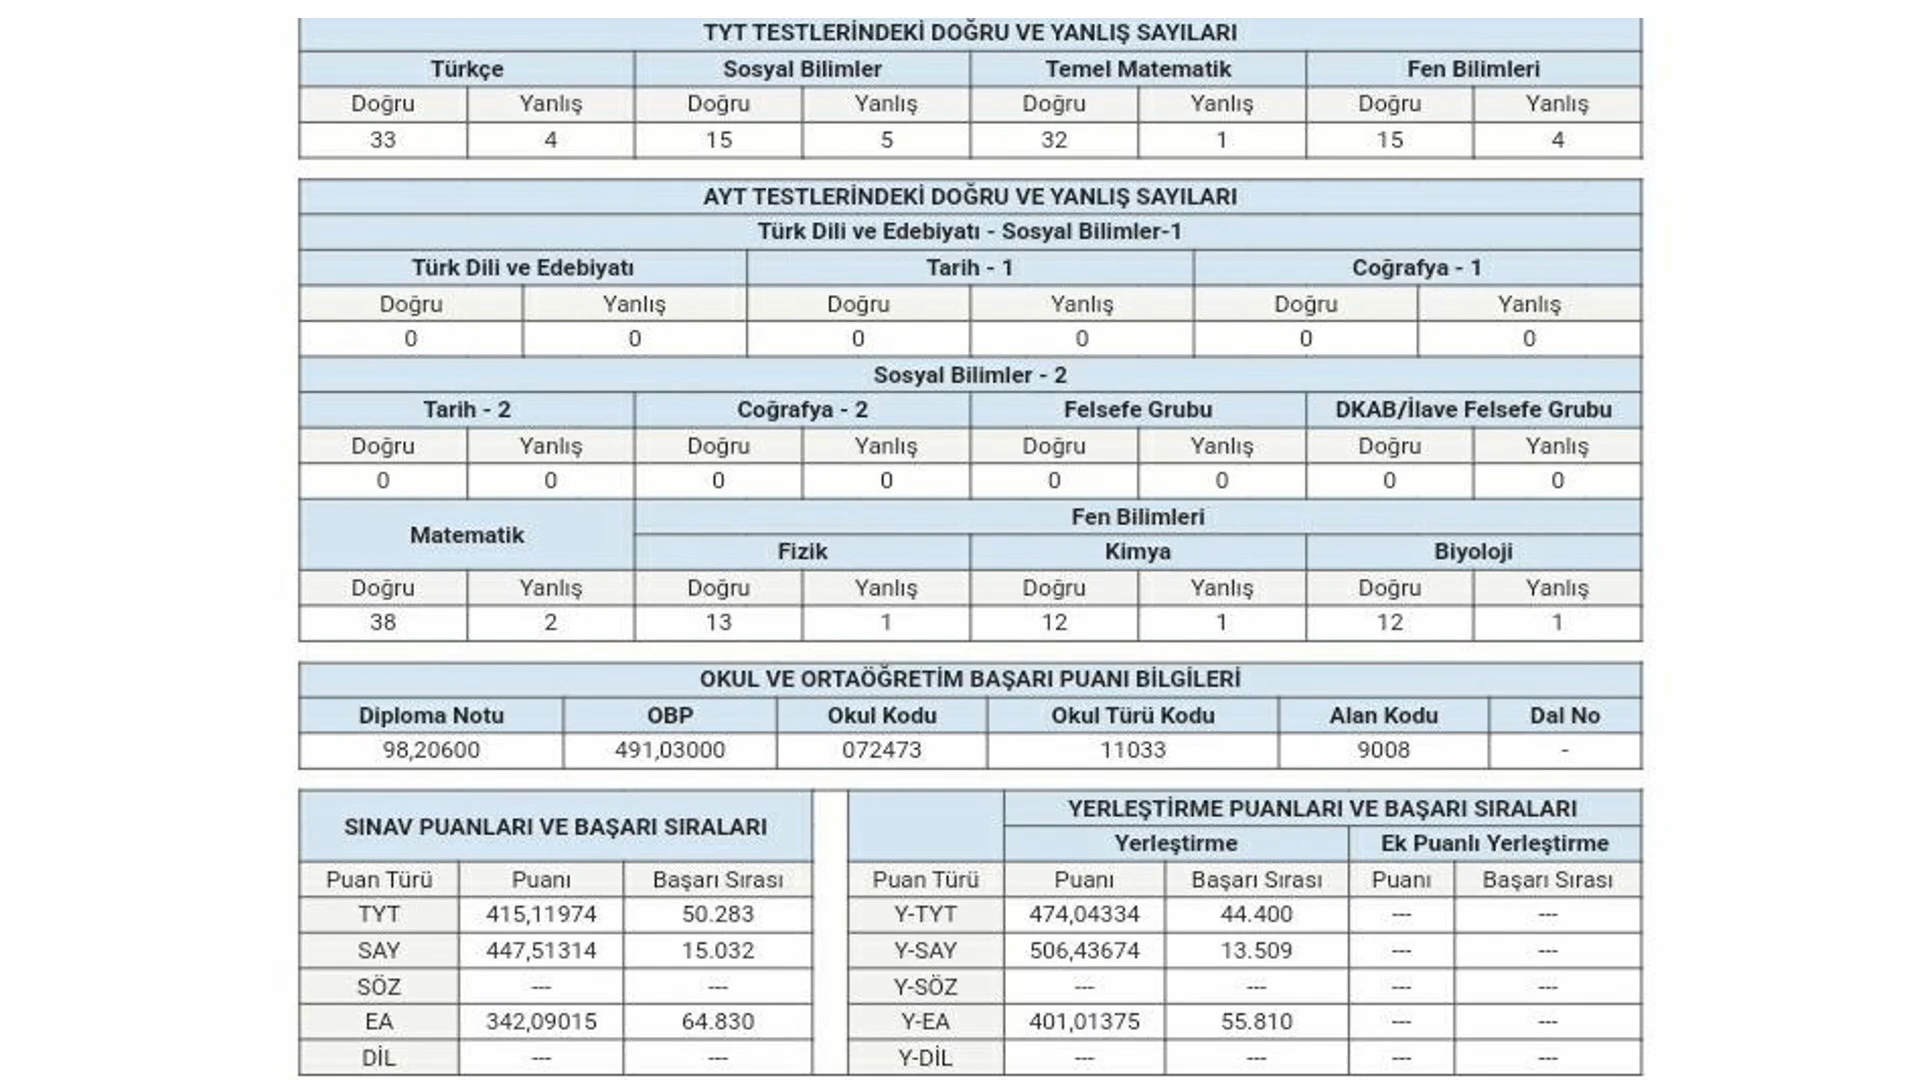 TYT TESTLERİNDEKİ DOĞRU VE YANLIŞ SAYILARI
Türkçe Sosyal Bilimler Temel Matematik Fen Bilimleri
Doğru Yanlış Doğru Yanlış Doğru Yanlış Doğru Yanlış
33 4 15 5 32 1 15 4
AYT TESTLERİNDEKİ DOĞRU VE YANLIŞ SAYILARI
Türk Dili ve Edebiyatı - Sosyal Bilimler-1
Türk Dili ve Edebiyatı Tarih - 1 Coğrafya - 1
Doğru Yanlış Doğru Yanlış Doğru Yanlış
0 0 0 0 0 0
Sosyal Bilimler - 2
Tarih - 2 Coğrafya - 2 Felsefe Grubu DKAB/İlave Felsefe Grubu
Doğru Yanlış Doğru Yanlış Doğru Yanlış Doğru Yanlış
0 0 0 0 0 0 0 0
Matematik Fen Bilimleri
Fizik Kimya Biyoloji
Doğru Yanlış Doğru Yanlış Doğru Yanlış Doğru Yanlış
38 2 13 1 12 1 12 1
OKUL VE ORTAÖĞRETİM BAŞARI PUANI BİLGİLERİ
Diploma Notu OBP Okul Kodu Okul Türü Kodu Alan Kodu Dal No
98,20600 491,03000 072473 11033 9008 -
SINAV PUANLARI VE BAŞARI SIRALARI
Puan Türü Puanı Başarı Sırası
TYT 415,11974 50.283
SAY 447,51314 15.032
SÖZ --- ---
EA 342,09015 64.830
DİL --- ---
YERLEŞTİRME PUANLARI VE BAŞARI SIRALARI
Yerleştirme Ek Puanlı Yerleştirme
Puan Türü Puanı Başarı Sırası Puanı Başarı Sırası
Y-TYT 474,04334 44.400 --- ---
Y-SAY 506,43674 13.509 --- ---
Y-SÖZ --- --- --- ---
Y-EA 401,01375 55.810 --- ---
Y-DİL --- --- --- ---